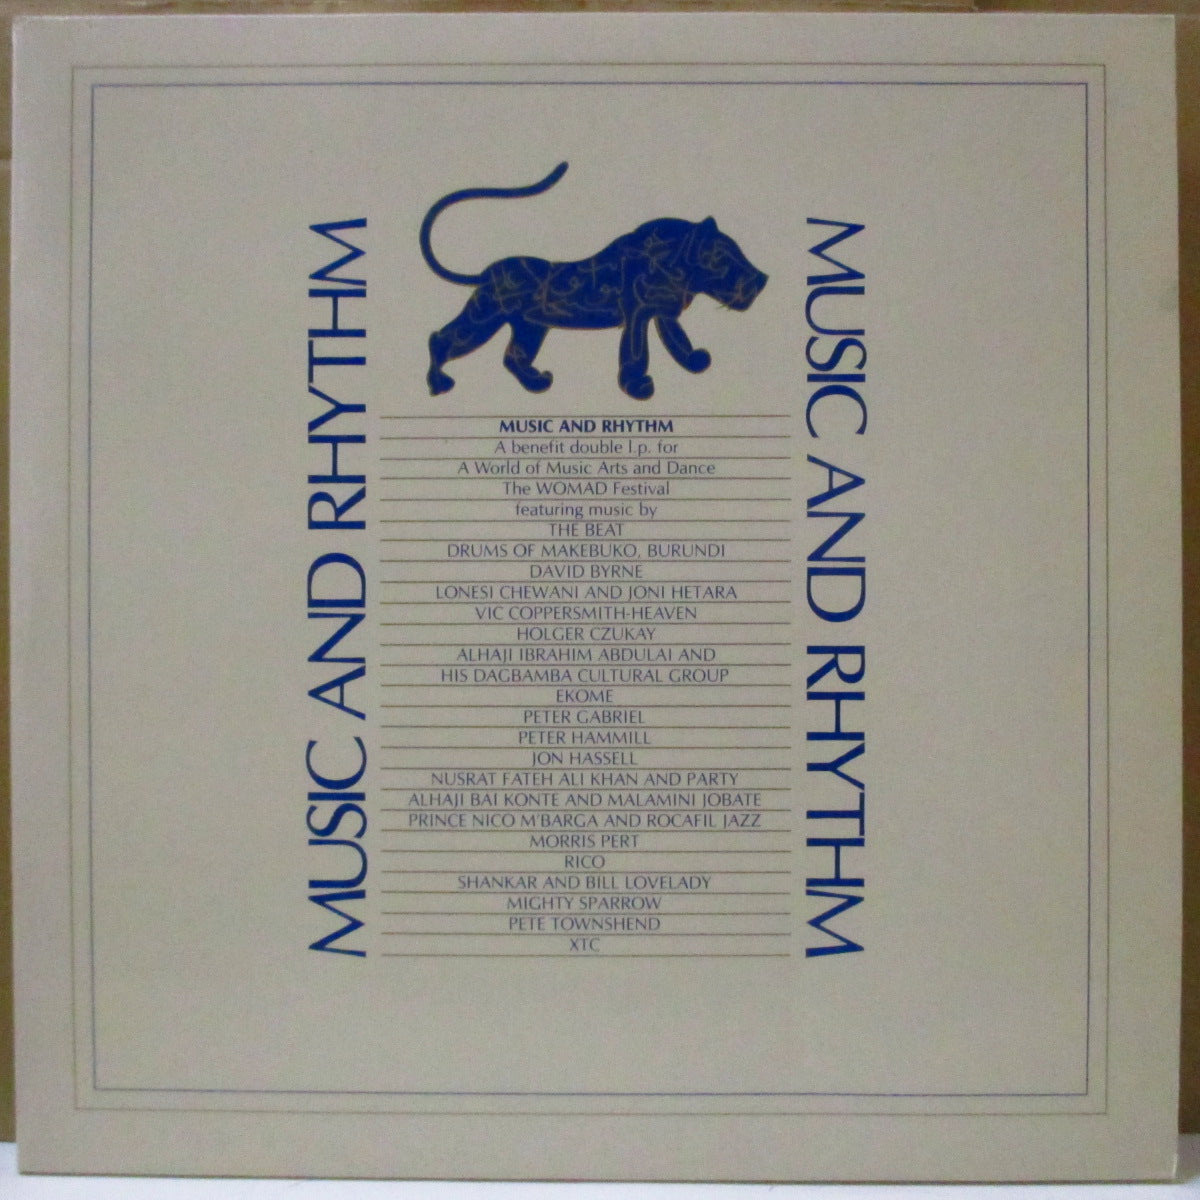 MUSIC AND RHYTHM
MUSIC AND RHYTHM
A benefit double l.p. for
A World of Music Arts and Dance
The WOMAD Festival
featuring music by
THE BEAT
DRUMS OF MAKEBUKO, BURUNDI
DAVID BYRNE
LONESI CHEWANI AND JONI HETARA
VIC COPPERSMITH-HEAVEN
HOLGER CZUKAY
ALHAJI IBRAHIM ABDULAI AND
HIS DAGBAMBA CULTURAL GROUP
EKOME
PETER GABRIEL
PETER HAMMILL
JON HASSELL
NUSRAT FATEH ALI KHAN AND PARTY
ALHAJI BAI KONTE AND MALAMINI JOBATE
PRINCE NICO M'BARGA AND ROCAFIL JAZZ
MORRIS PERT
RICO
SHANKAR AND BILL LOVELADY
MIGHTY SPARROW
PETE TOWNSHEND
XTC
MUSIC AND RHYTHM